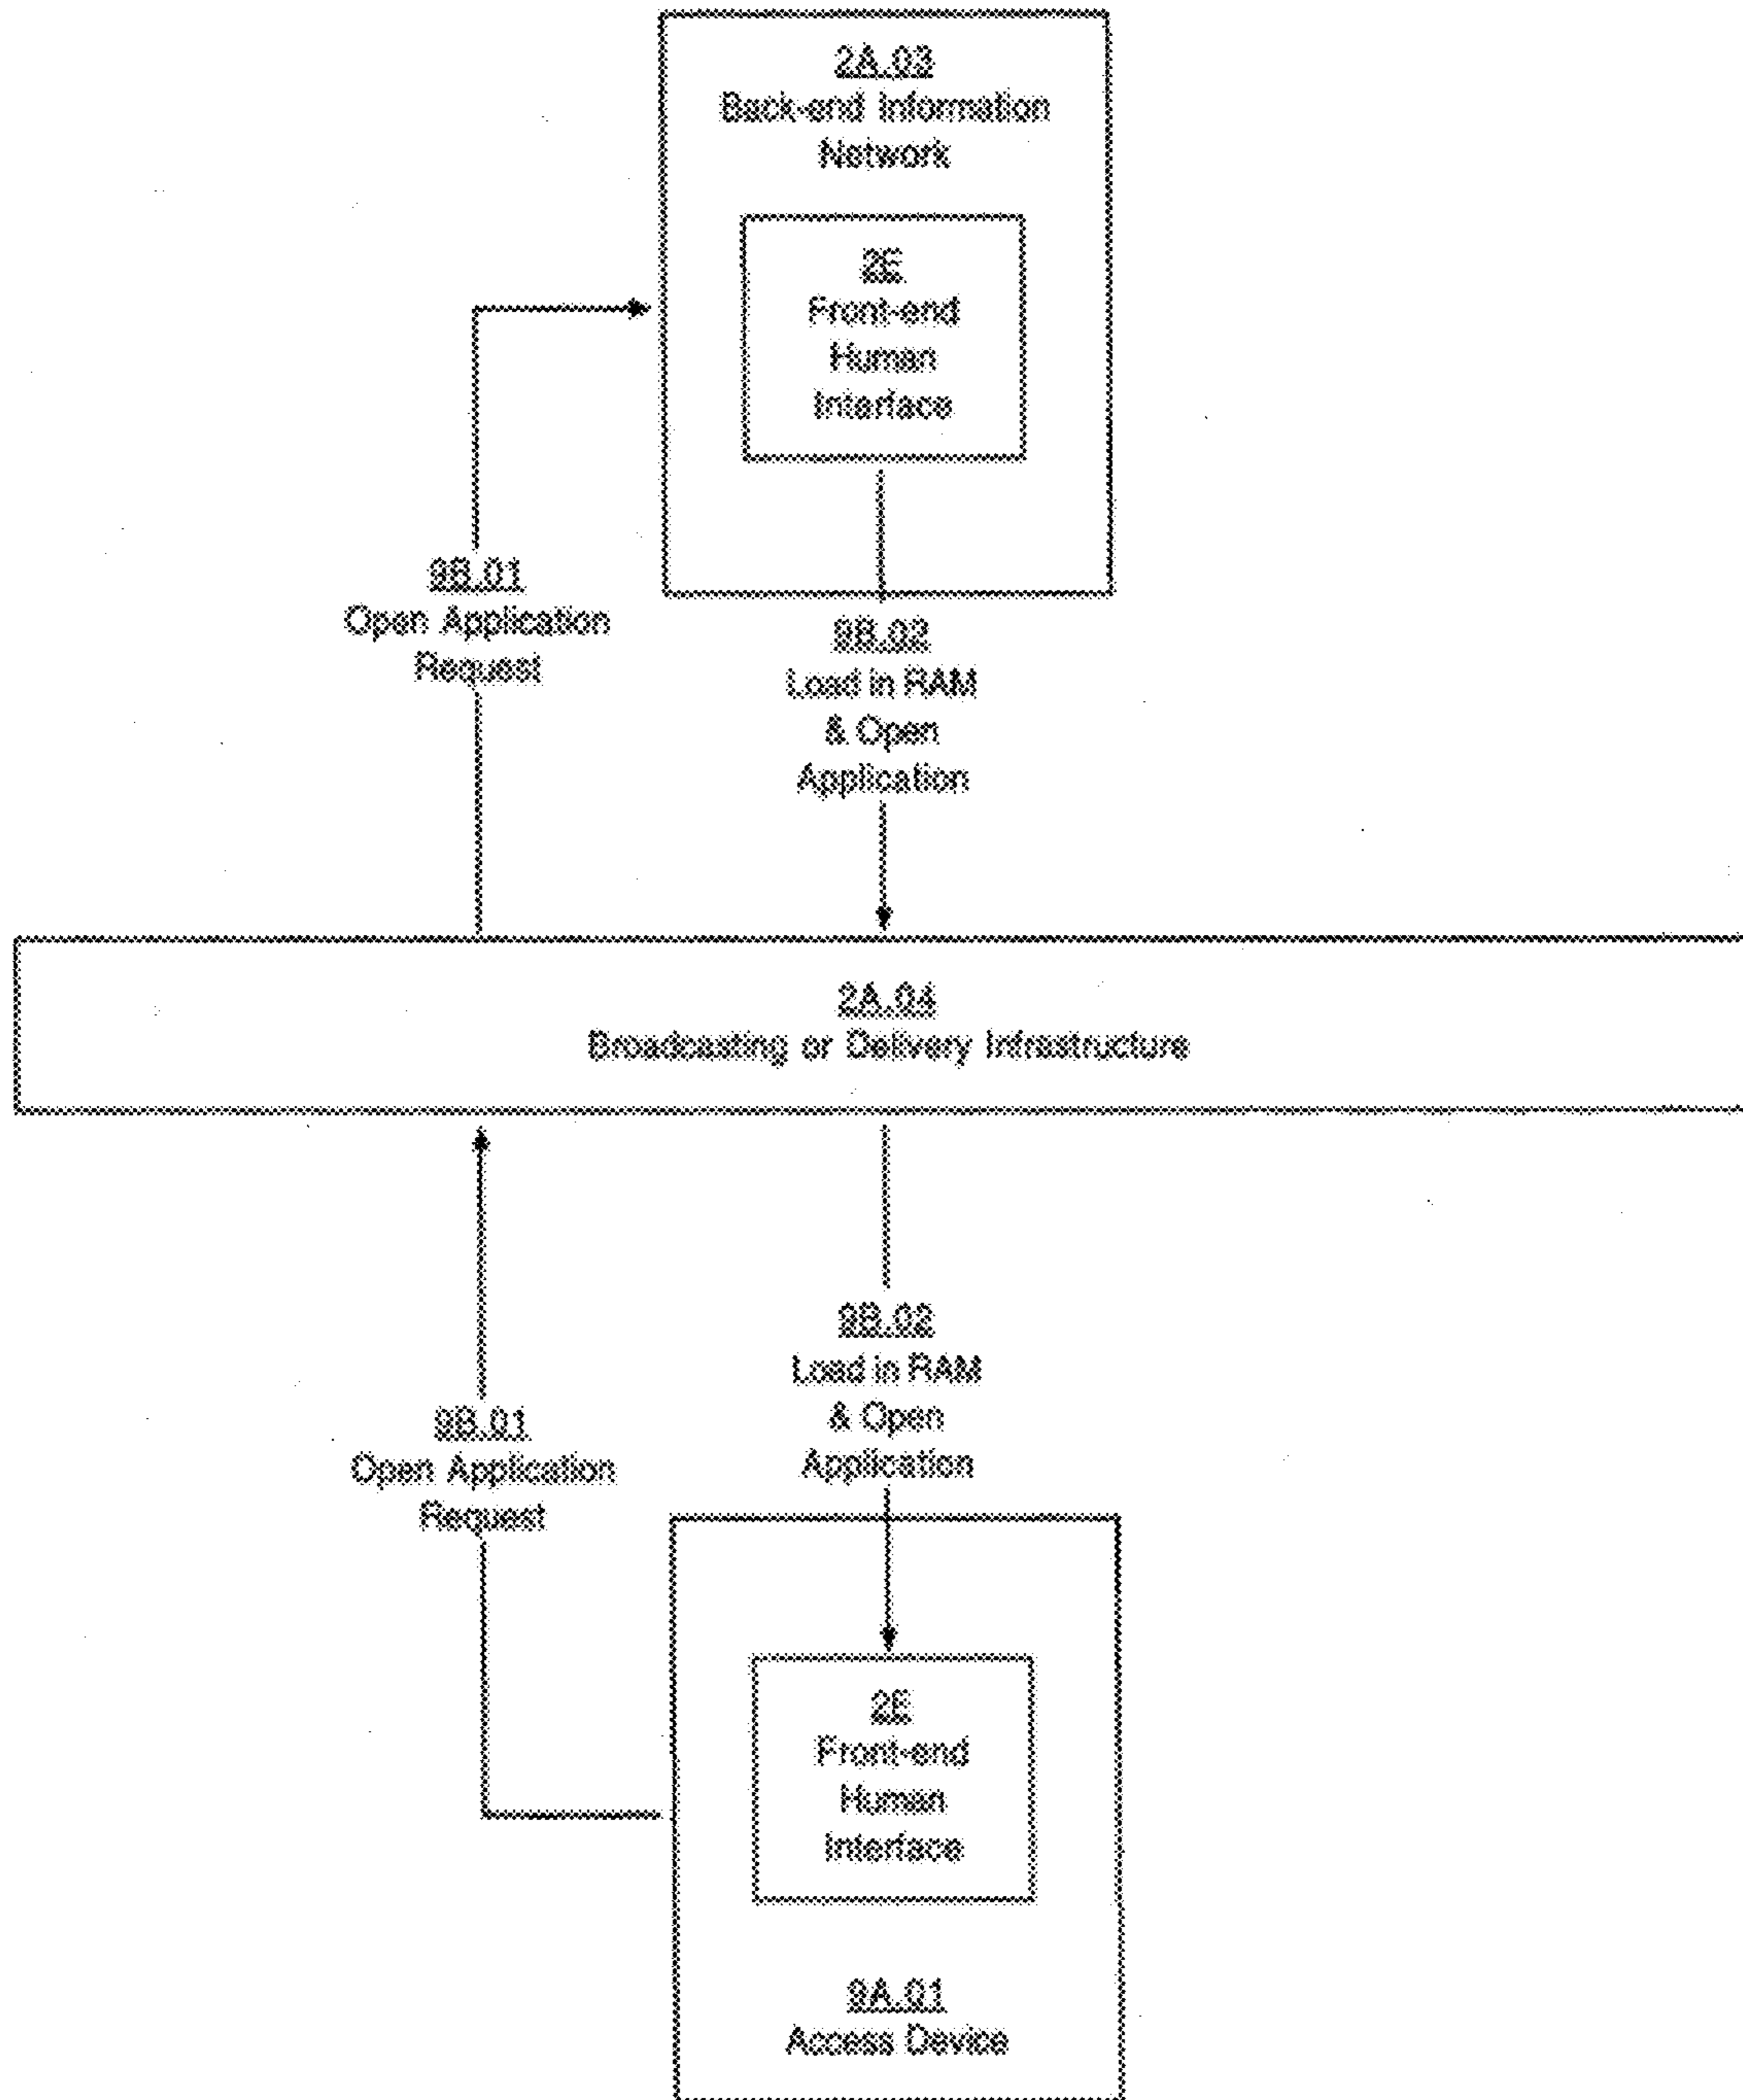 2A.03
Back-end Information
Network
2E
Front-end
Human
Interface
9B.01
Open Application
Request
9B.02
Load in RAM
& Open
Application
2A.04
Broadcasting or Delivery Infrastructure
9B.01
Open Application
Request
9B.02
Load in RAM
& Open
Application
2E
Front-end
Human
Interface
9A.01
Access Device